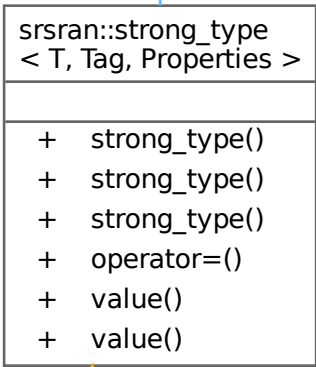 srsran::strong_type
< T, Tag, Properties >
+ strong_type()
+ strong_type()
+ strong_type()
+ operator=()
+ value()
+ value()